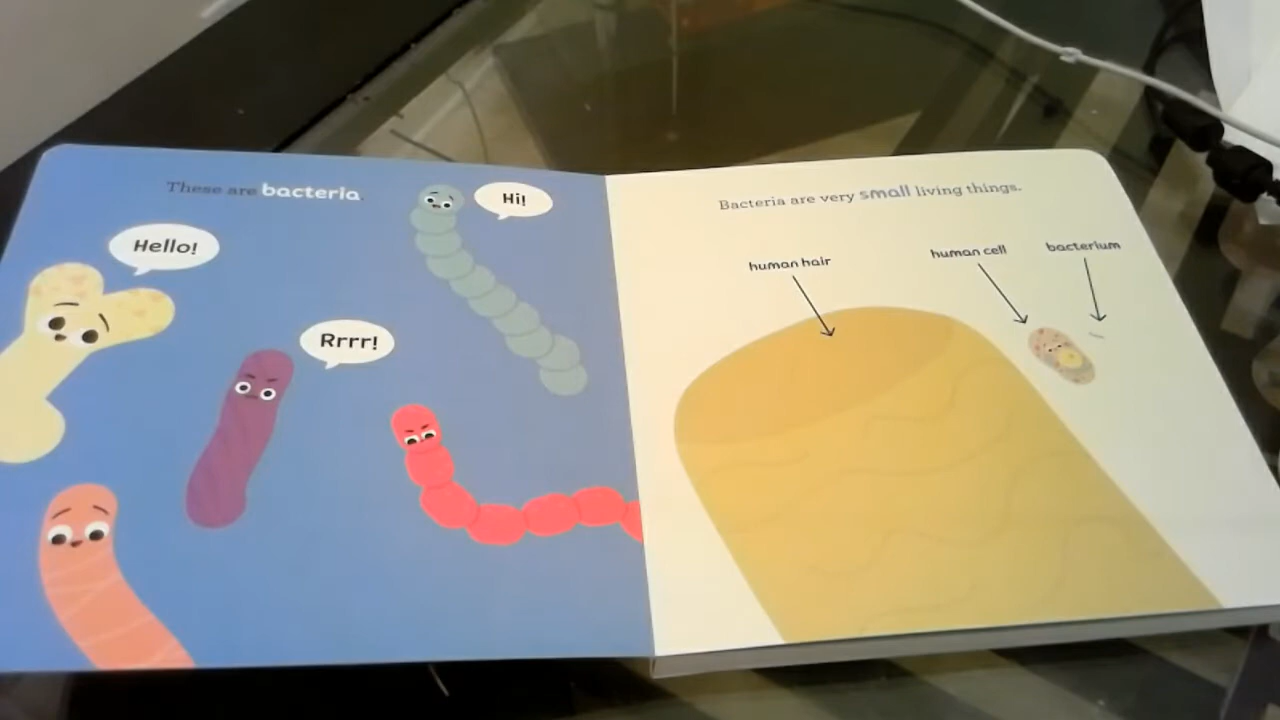 These are bacteria.
Hi!
Hello!
Rrrr!
Bacteria are very small living things.
human hair
human cell
bacterium